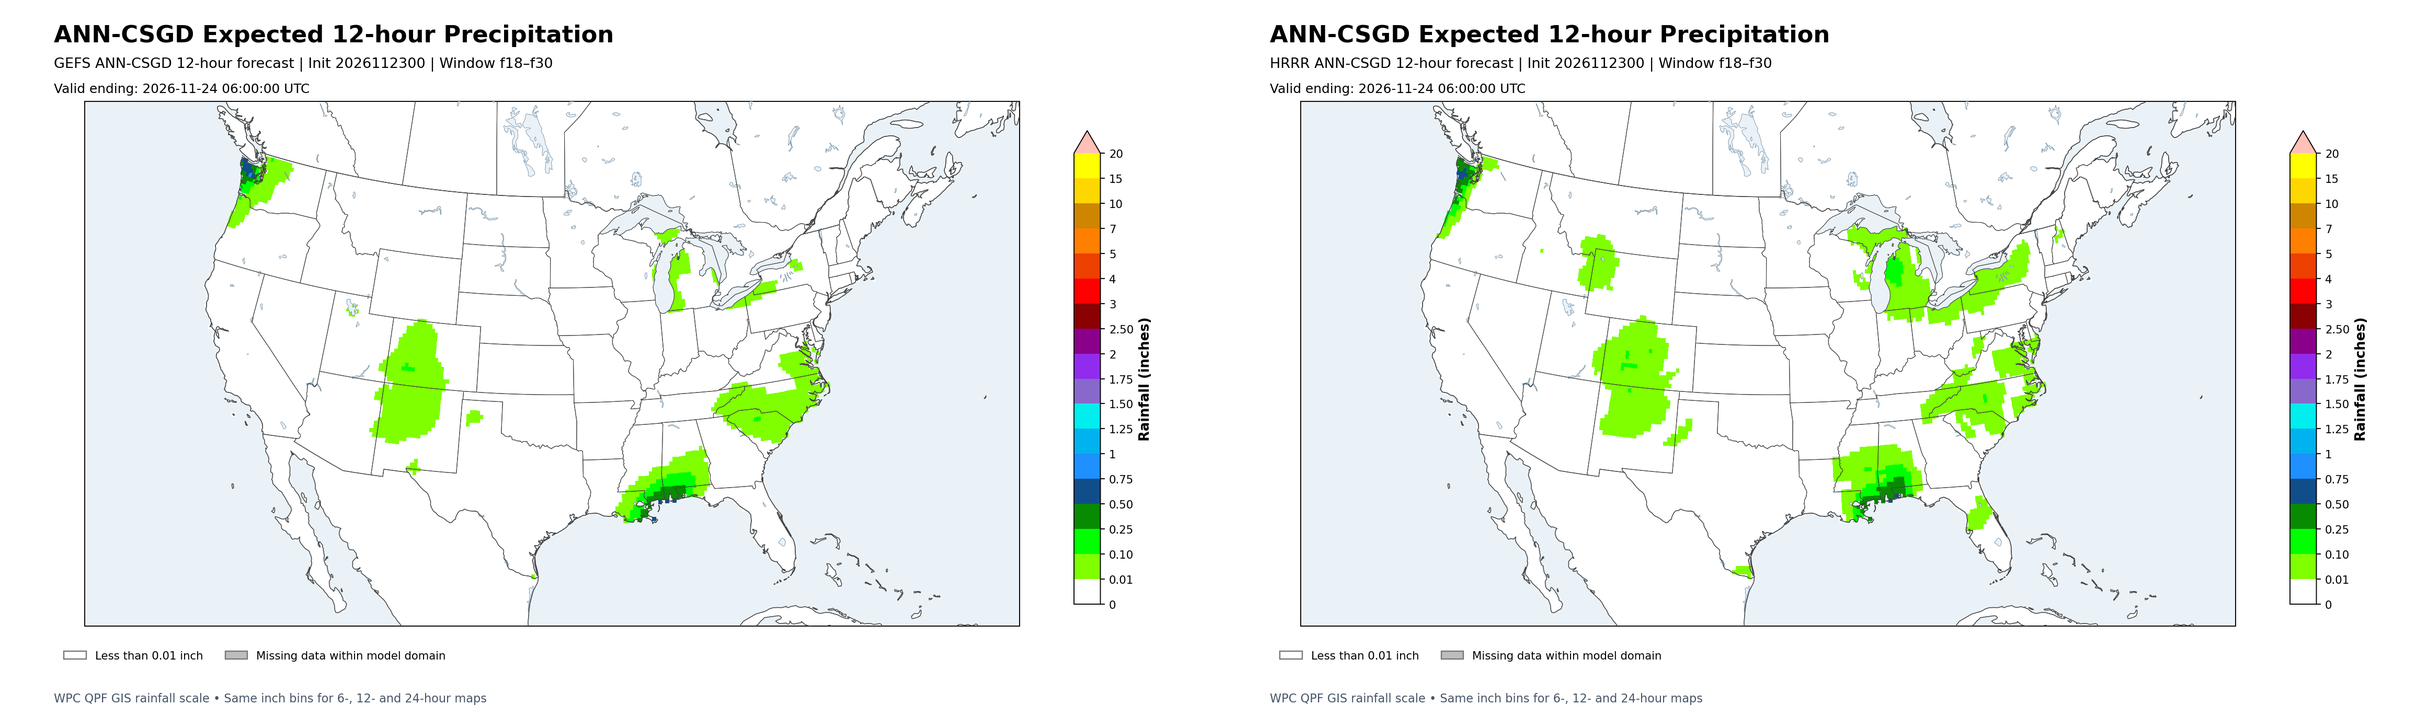 ANN-CSGD Expected 12-hour Precipitation
GEFS ANN-CSGD 12-hour forecast | Init 2026112300 | Window f18–f30
Valid ending: 2026-11-24 06:00:00 UTC
20
15
10
7
5
4
3
2.50
2
1.75
1.50
1.25
1
0.75
0.50
0.25
0.10
0.01
0
Rainfall (inches)
Less than 0.01 inch
Missing data within model domain
WPC QPF GIS rainfall scale • Same inch bins for 6-, 12- and 24-hour maps
ANN-CSGD Expected 12-hour Precipitation
HRRR ANN-CSGD 12-hour forecast | Init 2026112300 | Window f18–f30
Valid ending: 2026-11-24 06:00:00 UTC
20
15
10
7
5
4
3
2.50
2
1.75
1.50
1.25
1
0.75
0.50
0.25
0.10
0.01
0
Rainfall (inches)
Less than 0.01 inch
Missing data within model domain
WPC QPF GIS rainfall scale • Same inch bins for 6-, 12- and 24-hour maps